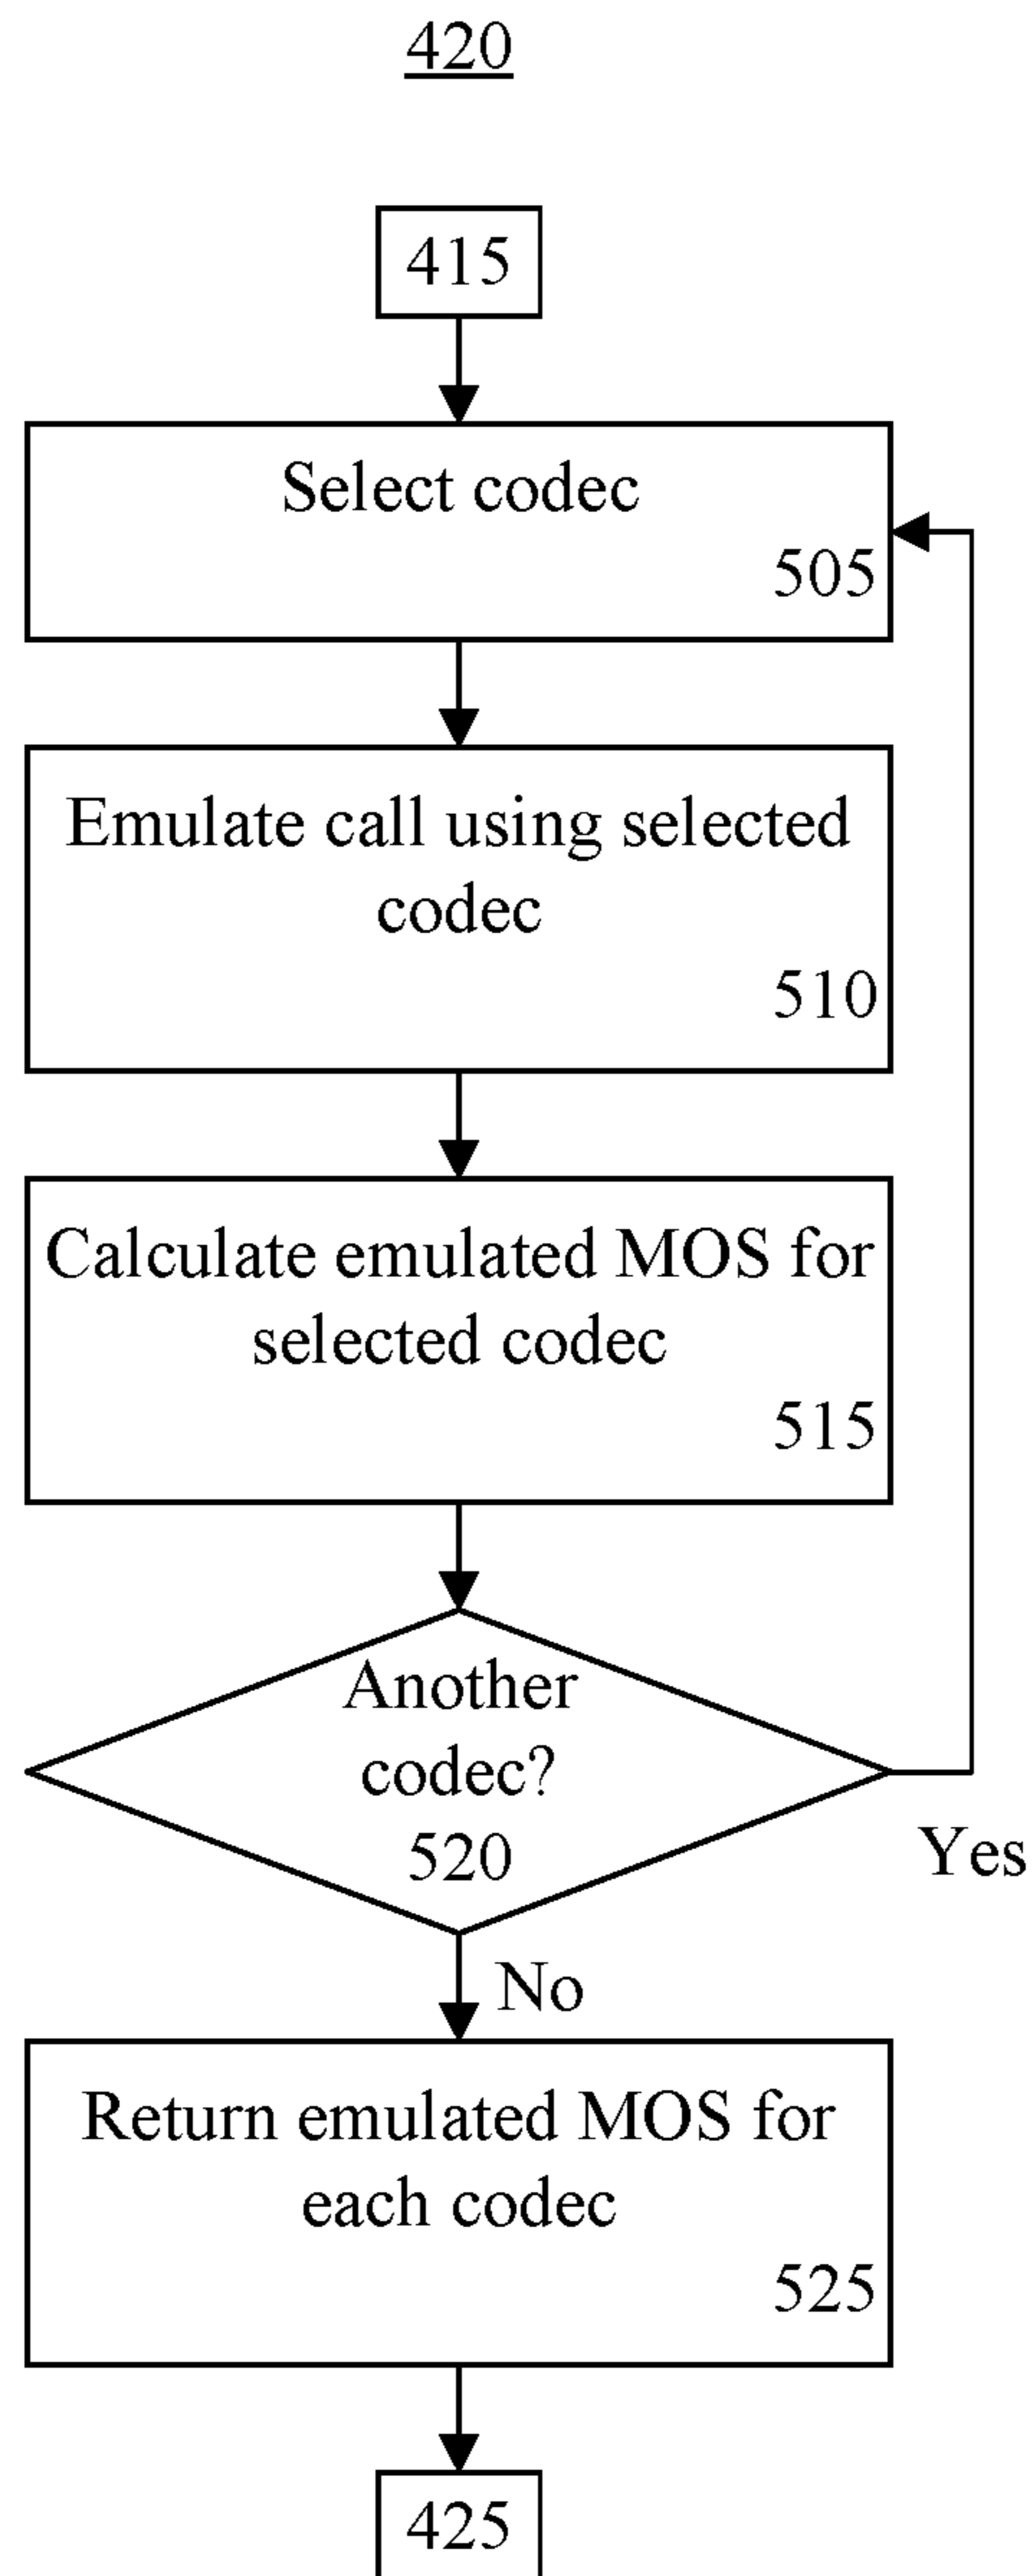 420
415
Select codec
505
Emulate call using selected
codec
510
Calculate emulated MOS for
selected codec
515
Another
codec?
520
Yes
No
Return emulated MOS for
each codec
525
425